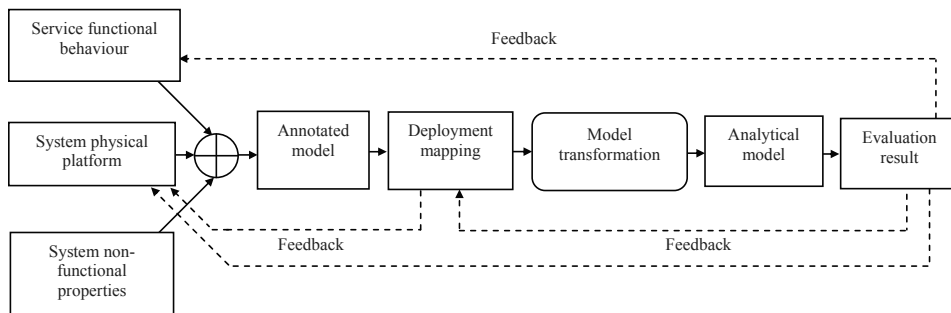 Service functional
behaviour
Feedback
System physical
platform
Annotated
model
Deployment
mapping
Model
transformation
Analytical
model
Evaluation
result
Feedback
Feedback
System non-
functional
properties